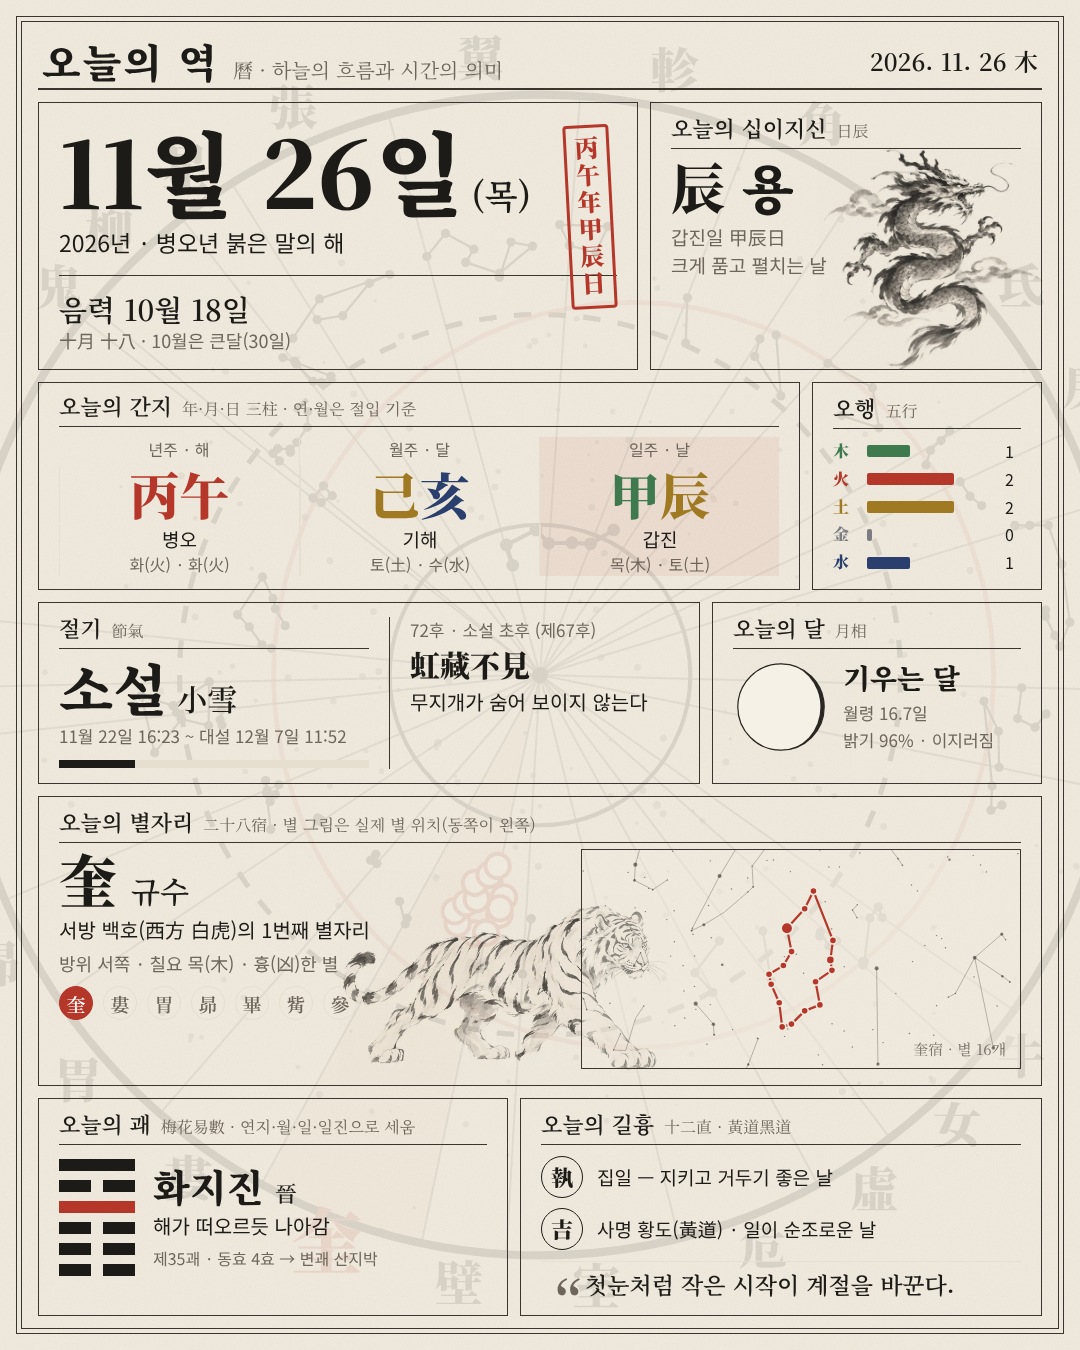 오늘의 역 曆 · 하늘의 흐름과 시간의 의미
2026. 11. 26 木
11월 26일 (목)
2026년 · 병오년 붉은 말의 해
丙午年甲辰日
음력 10월 18일
十月 十八 · 10월은 큰달(30일)
오늘의 십이지신 日辰
辰 용
갑진일 甲辰日
크게 품고 펼치는 날
오늘의 간지 年·月·日 三柱 · 연·월은 절입 기준
년주 · 해
丙午
병오
화(火) · 화(火)
월주 · 달
己亥
기해
토(土) · 수(水)
일주 · 날
甲辰
갑진
목(木) · 토(土)
오행 五行
木 1
火 2
土 2
金 0
水 1
절기 節氣
소설 小雪
11월 22일 16:23 ~ 대설 12월 7일 11:52
72후 · 소설 초후 (제67후)
虹藏不見
무지개가 숨어 보이지 않는다
오늘의 달 月相
기우는 달
월령 16.7일
밝기 96% · 이지러짐
오늘의 별자리 二十八宿 · 별 그림은 실제 별 위치(동쪽이 왼쪽)
奎 규수
서방 백호(西方 白虎)의 1번째 별자리
방위 서쪽 · 칠요 목(木) · 흉(凶)한 별
奎 婁 胃 昴 畢 觜 參
奎宿 · 별 16개
오늘의 괘 梅花易數 · 연지·월·일·일진으로 세움
화지진 晉
해가 떠오르듯 나아감
제35괘 · 동효 4효 → 변괘 산지박
오늘의 길흉 十二直 · 黃道黑道
執 집일 — 지키고 거두기 좋은 날
吉 사명 황도(黃道) · 일이 순조로운 날
“ 첫눈처럼 작은 시작이 계절을 바꾼다.
翼
軫
張
角
柳
鬼
氐
胃
牛
女
婁
虛
奎
危
壁
室